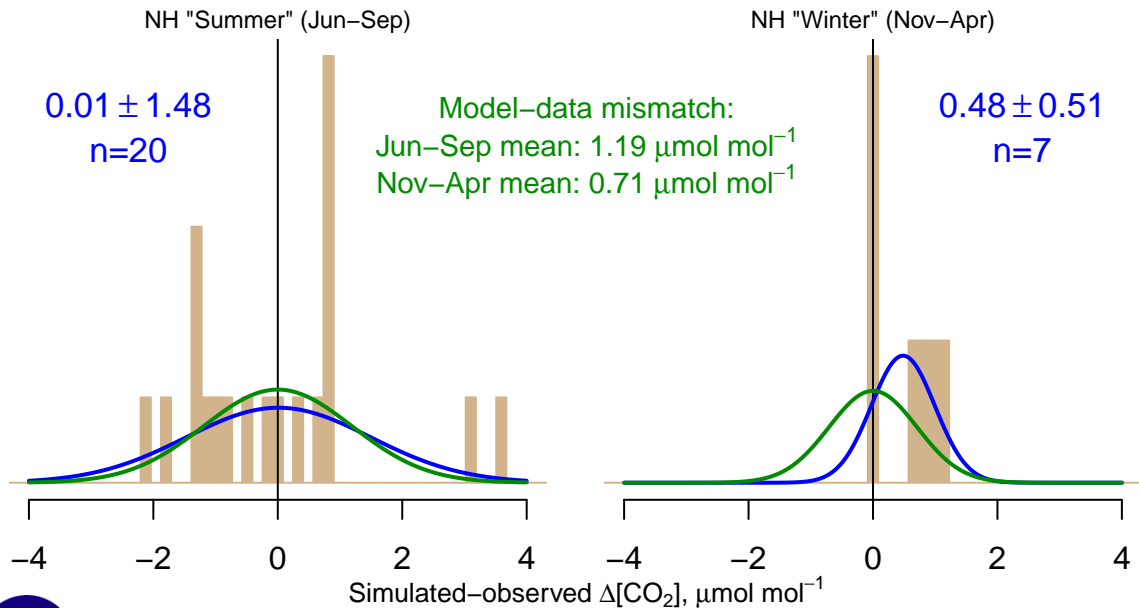 NH "Summer" (Jun−Sep)
NH "Winter" (Nov−Apr)
0.01 ± 1.48
n=20
Model−data mismatch:
Jun−Sep mean: 1.19 μmol mol⁻¹
Nov−Apr mean: 0.71 μmol mol⁻¹
0.48 ± 0.51
n=7
−4 −2 0 2 4
−4 −2 0 2 4
Simulated−observed Δ[CO₂], μmol mol⁻¹